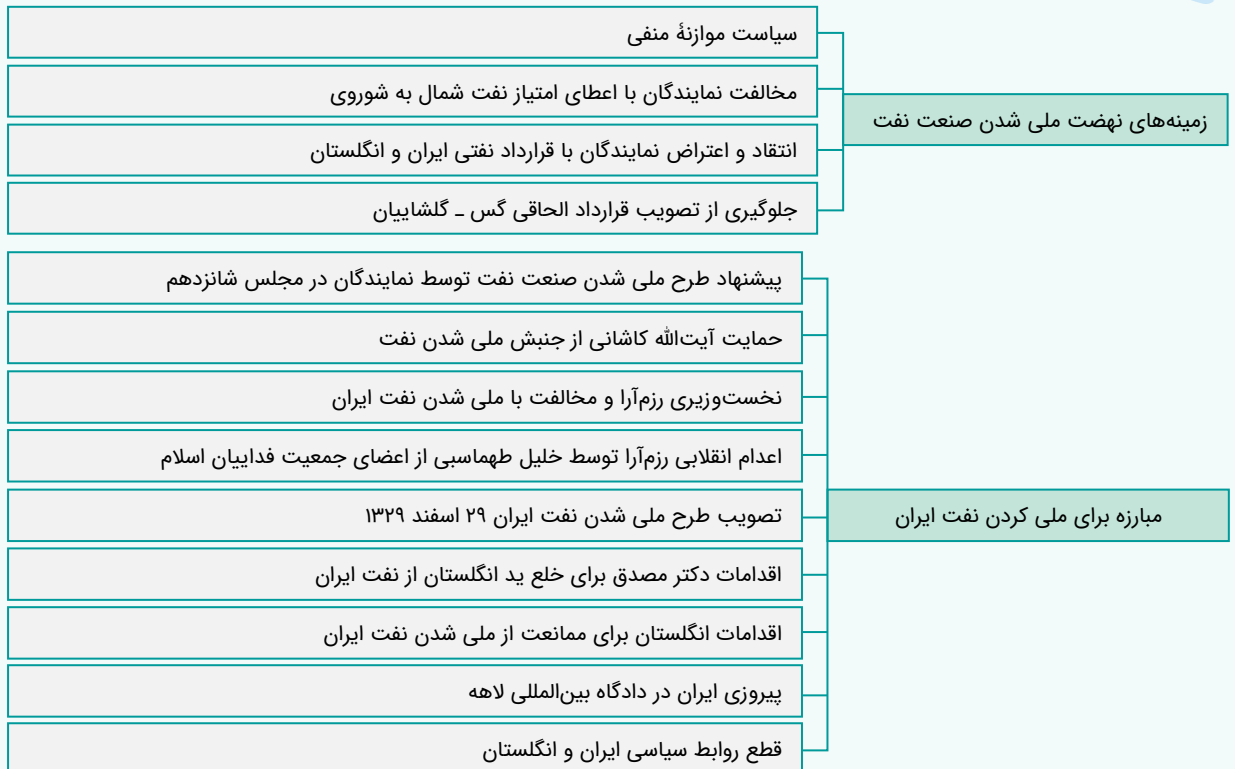 زمینه‌های نهضت ملی شدن صنعت نفت
سیاست موازنهٔ منفی
مخالفت نمایندگان با اعطای امتیاز نفت شمال به شوروی
انتقاد و اعتراض نمایندگان با قرارداد نفتی ایران و انگلستان
جلوگیری از تصویب قرارداد الحاقی گس ـ گلشاییان
مبارزه برای ملی کردن نفت ایران
پیشنهاد طرح ملی شدن صنعت نفت توسط نمایندگان در مجلس شانزدهم
حمایت آیت‌الله کاشانی از جنبش ملی شدن نفت
نخست‌وزیری رزم‌آرا و مخالفت با ملی شدن نفت ایران
اعدام انقلابی رزم‌آرا توسط خلیل طهماسبی از اعضای جمعیت فداییان اسلام
تصویب طرح ملی شدن نفت ایران ۲۹ اسفند ۱۳۲۹
اقدامات دکتر مصدق برای خلع ید انگلستان از نفت ایران
اقدامات انگلستان برای ممانعت از ملی شدن نفت ایران
پیروزی ایران در دادگاه بین‌المللی لاهه
قطع روابط سیاسی ایران و انگلستان